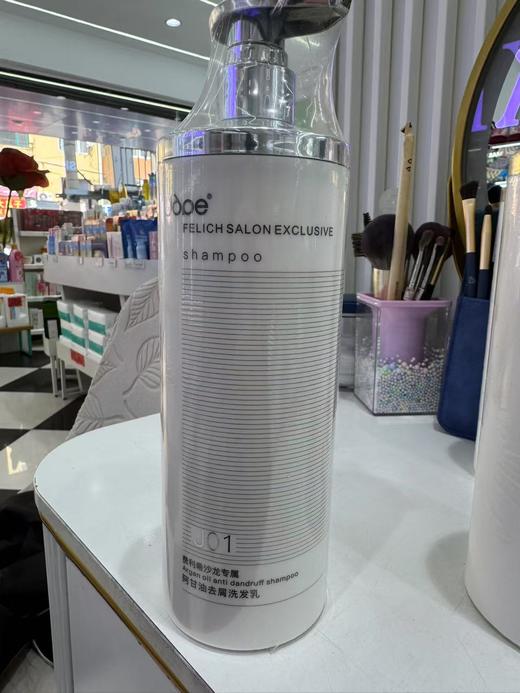 FELICH SALON EXCLUSIVE
shampoo
J01
费利希沙龙专属
Argan oil anti dandruff shampoo
阿甘油去屑洗发乳